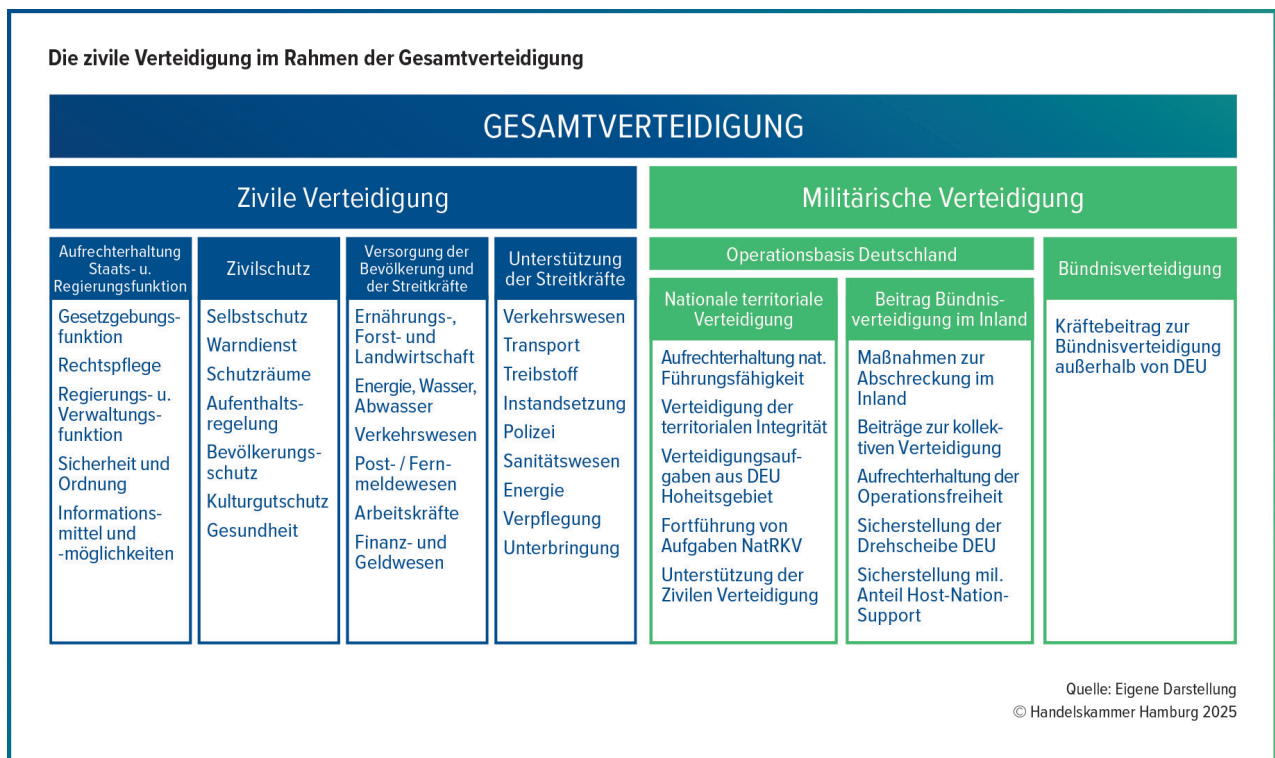 Die zivile Verteidigung im Rahmen der Gesamtverteidigung
GESAMTVERTEIDIGUNG
Zivile Verteidigung
Militärische Verteidigung
Aufrechterhaltung
Staats- u.
Regierungsfunktion
Gesetzgebungs-
funktion
Rechtspflege
Regierungs- u.
Verwaltungs-
funktion
Sicherheit und
Ordnung
Informations-
mittel und
-möglichkeiten
Zivilschutz
Selbstschutz
Warndienst
Schutzräume
Aufenthalts-
regelung
Bevölkerungs-
schutz
Kulturgutschutz
Gesundheit
Versorgung der
Bevölkerung und
der Streitkräfte
Ernährungs-,
Forst- und
Landwirtschaft
Energie, Wasser,
Abwasser
Verkehrswesen
Post- / Fern-
meldewesen
Arbeitskräfte
Finanz- und
Geldwesen
Unterstützung
der Streitkräfte
Verkehrswesen
Transport
Treibstoff
Instandsetzung
Polizei
Sanitätswesen
Energie
Verpflegung
Unterbringung
Operationsbasis Deutschland
Nationale territoriale
Verteidigung
Aufrechterhaltung nat.
Führungsfähigkeit
Verteidigung der
territorialen Integrität
Verteidigungsauf-
gaben aus DEU
Hoheitsgebiet
Fortführung von
Aufgaben NatRKV
Unterstützung der
Zivilen Verteidigung
Beitrag Bündnis-
verteidigung im Inland
Maßnahmen zur
Abschreckung im
Inland
Beiträge zur kollek-
tiven Verteidigung
Aufrechterhaltung der
Operationsfreiheit
Sicherstellung der
Drehscheibe DEU
Sicherstellung mil.
Anteil Host-Nation-
Support
Bündnisverteidigung
Kräftebeitrag zur
Bündnisverteidigung
außerhalb von DEU
Quelle: Eigene Darstellung
© Handelskammer Hamburg 2025